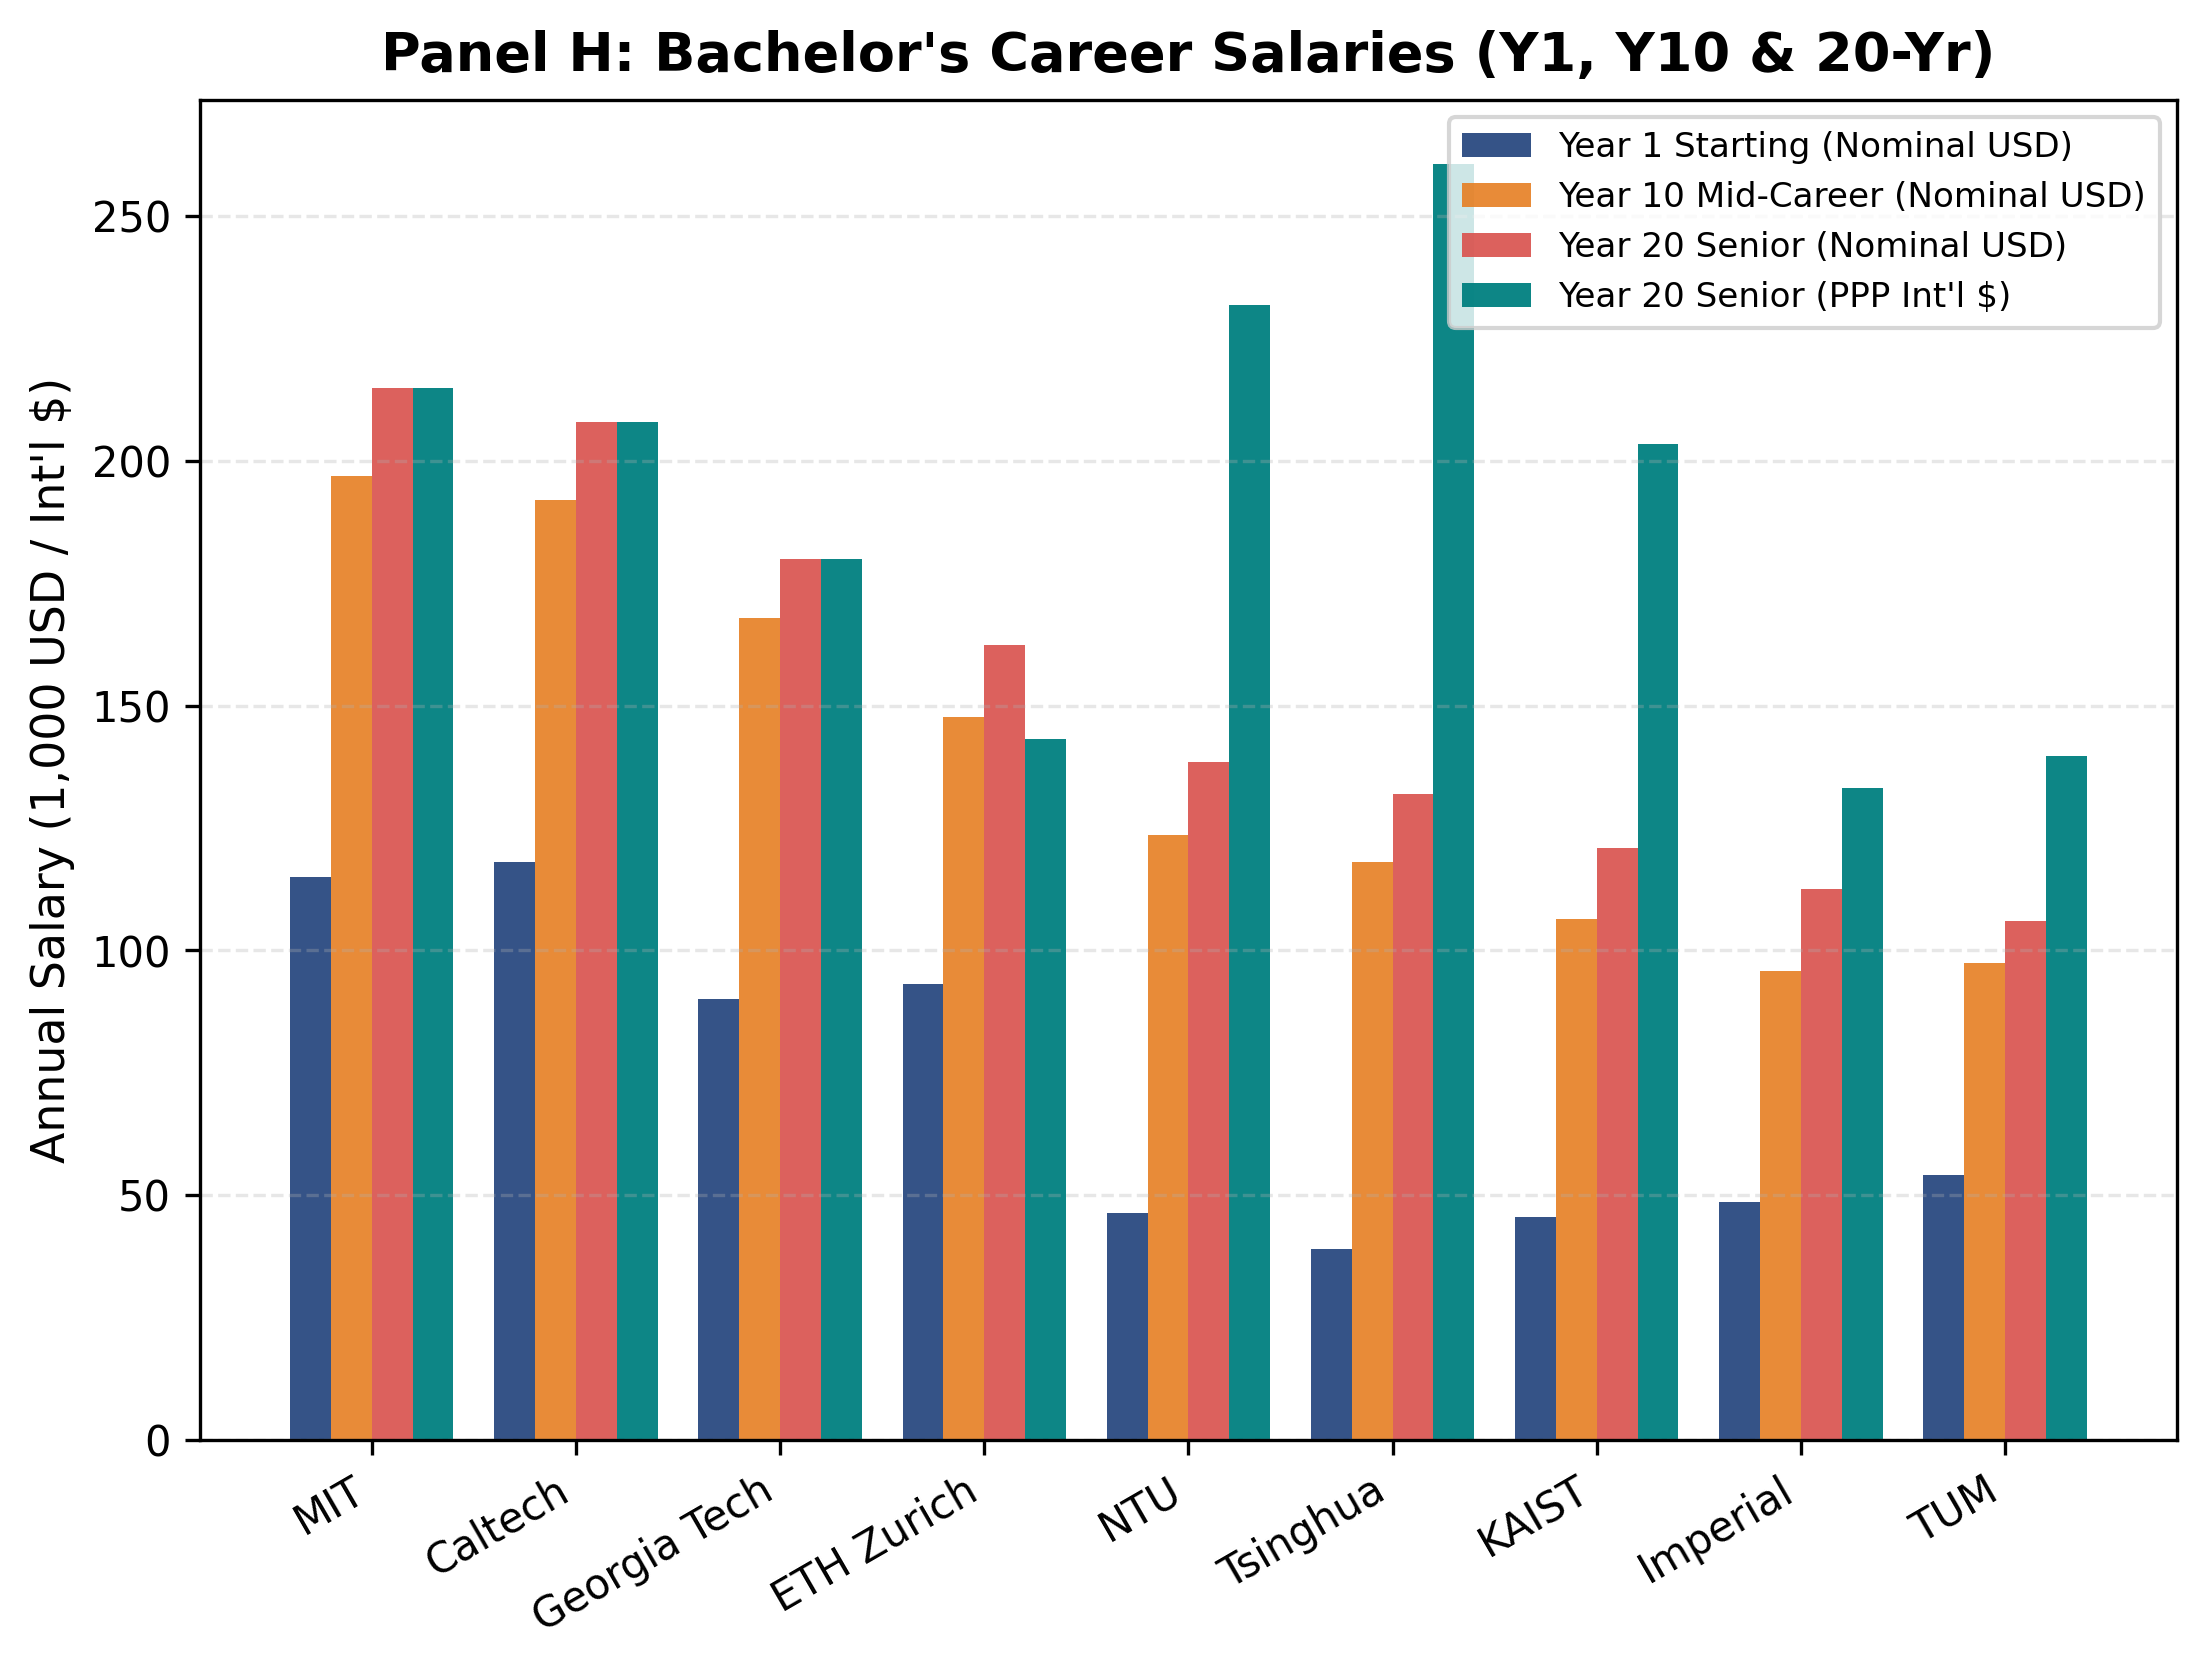 Panel H: Bachelor's Career Salaries (Y1, Y10 & 20-Yr)
Year 1 Starting (Nominal USD)
Year 10 Mid-Career (Nominal USD)
Year 20 Senior (Nominal USD)
Year 20 Senior (PPP Int'l $)
Annual Salary (1,000 USD / Int'l $)
250
200
150
100
50
0
MIT
Caltech
Georgia Tech
ETH Zurich
NTU
Tsinghua
KAIST
Imperial
TUM